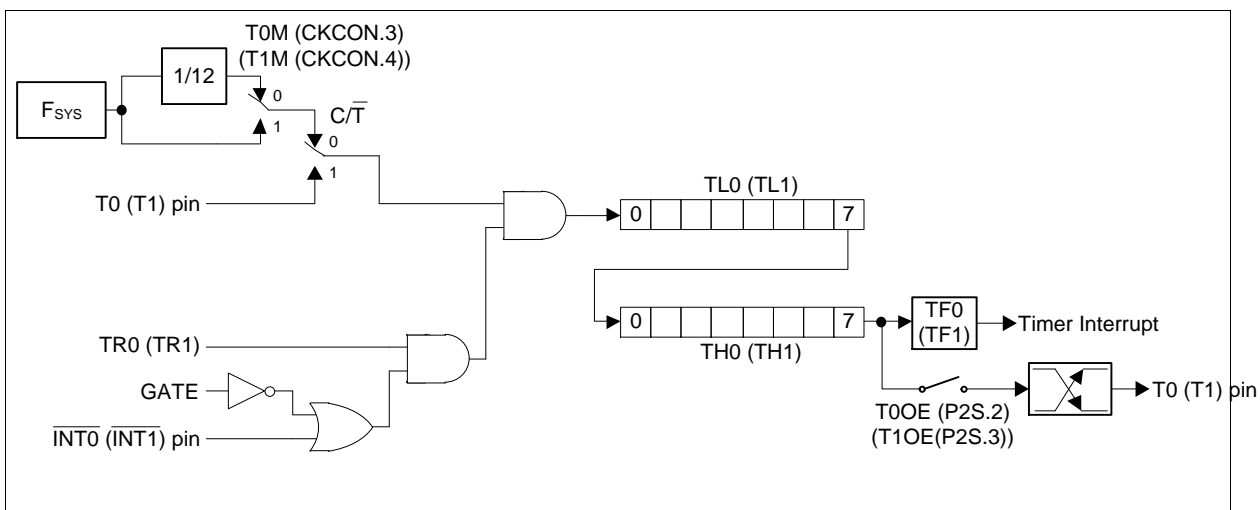 T0M (CKCON.3)
(T1M (CKCON.4))
1/12
FSYS
0
1
C/T̅
0
1
T0 (T1) pin
TL0 (TL1)
0 7
0 7
TH0 (TH1)
TF0
(TF1)
Timer Interrupt
TR0 (TR1)
GATE
I̅N̅T̅0̅ (I̅N̅T̅1̅) pin
T0OE (P2S.2)
(T1OE(P2S.3))
T0 (T1) pin